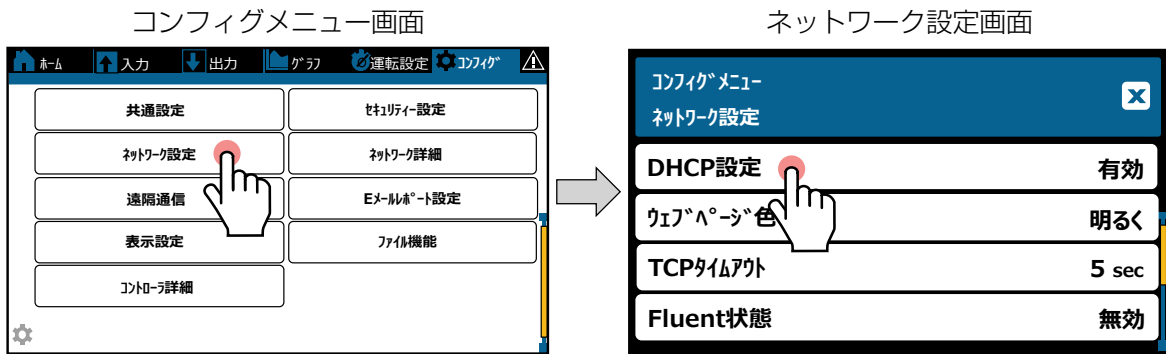 コンフィグメニュー画面
ﾎｰﾑ 入力 出力 ｸﾞﾗﾌ 運転設定 ｺﾝﾌｨｸﾞ
共通設定 ｾｷｭﾘﾃｨｰ設定
ﾈｯﾄﾜｰｸ設定 ﾈｯﾄﾜｰｸ詳細
遠隔通信 Eﾒｰﾙﾚﾎﾟｰﾄ設定
表示設定 ﾌｧｲﾙ機能
ｺﾝﾄﾛｰﾗ詳細
ネットワーク設定画面
ｺﾝﾌｨｸﾞﾒﾆｭｰ
ﾈｯﾄﾜｰｸ設定
DHCP設定 有効
ｳｪﾌﾞﾍﾟｰｼﾞ色 明るく
TCPﾀｲﾑｱｳﾄ 5 sec
Fluent状態 無効